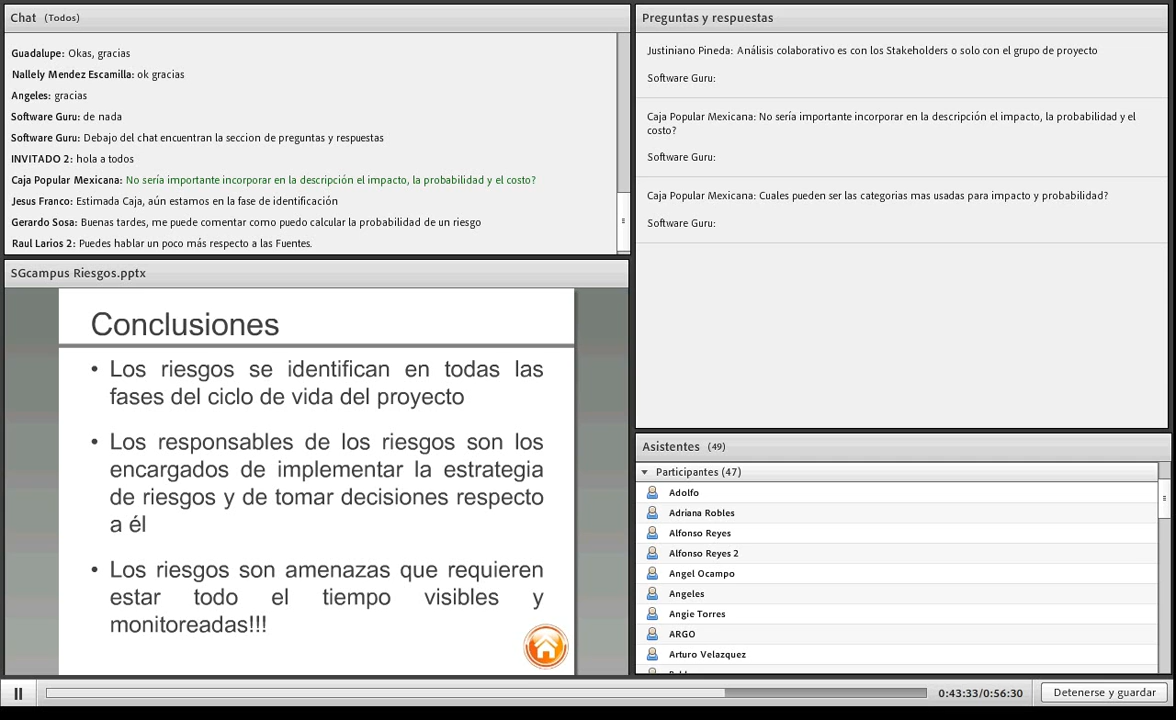 Chat (Todos)
Guadalupe: Okas, gracias
Nallely Mendez Escamilla: ok gracias
Angeles: gracias
Software Guru: de nada
Software Guru: Debajo del chat encuentran la seccion de preguntas y respuestas
INVITADO 2: hola a todos
Caja Popular Mexicana: No sería importante incorporar en la descripción el impacto, la probabilidad y el costo?
Jesus Franco: Estimada Caja, aún estamos en la fase de identificación
Gerardo Sosa: Buenas tardes, me puede comentar como puedo calcular la probabilidad de un riesgo
Raul Larios 2: Puedes hablar un poco más respecto a las Fuentes.
SGcampus Riesgos.pptx
Conclusiones
• Los riesgos se identifican en todas las
fases del ciclo de vida del proyecto
• Los responsables de los riesgos son los
encargados de implementar la estrategia
de riesgos y de tomar decisiones respecto
a él
• Los riesgos son amenazas que requieren
estar todo el tiempo visibles y
monitoreadas!!!
Preguntas y respuestas
Justiniano Pineda: Análisis colaborativo es con los Stakeholders o solo con el grupo de proyecto
Software Guru:
Caja Popular Mexicana: No sería importante incorporar en la descripción el impacto, la probabilidad y el
costo?
Software Guru:
Caja Popular Mexicana: Cuales pueden ser las categorias mas usadas para impacto y probabilidad?
Software Guru:
Asistentes (49)
Participantes (47)
Adolfo
Adriana Robles
Alfonso Reyes
Alfonso Reyes 2
Angel Ocampo
Angeles
Angie Torres
ARGO
Arturo Velazquez
0:43:33/0:56:30
Detenerse y guardar